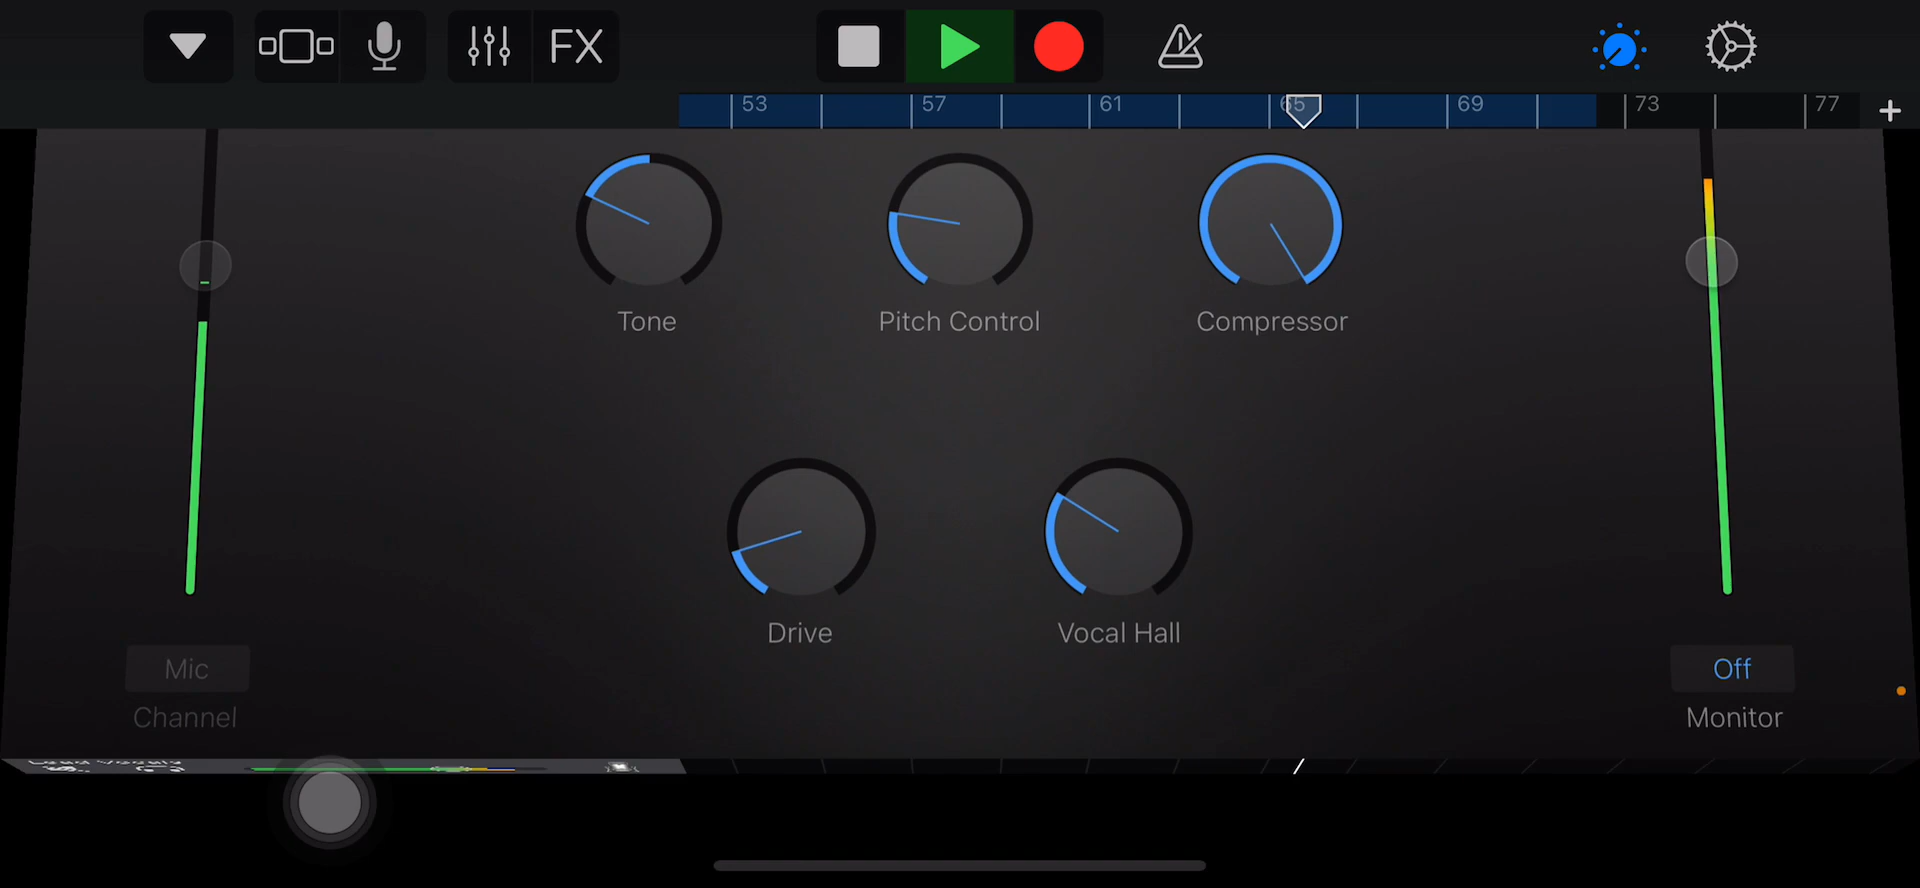 FX
53 57 61 65 69 73 77
Tone
Pitch Control
Compressor
Drive
Vocal Hall
Mic
Channel
Off
Monitor